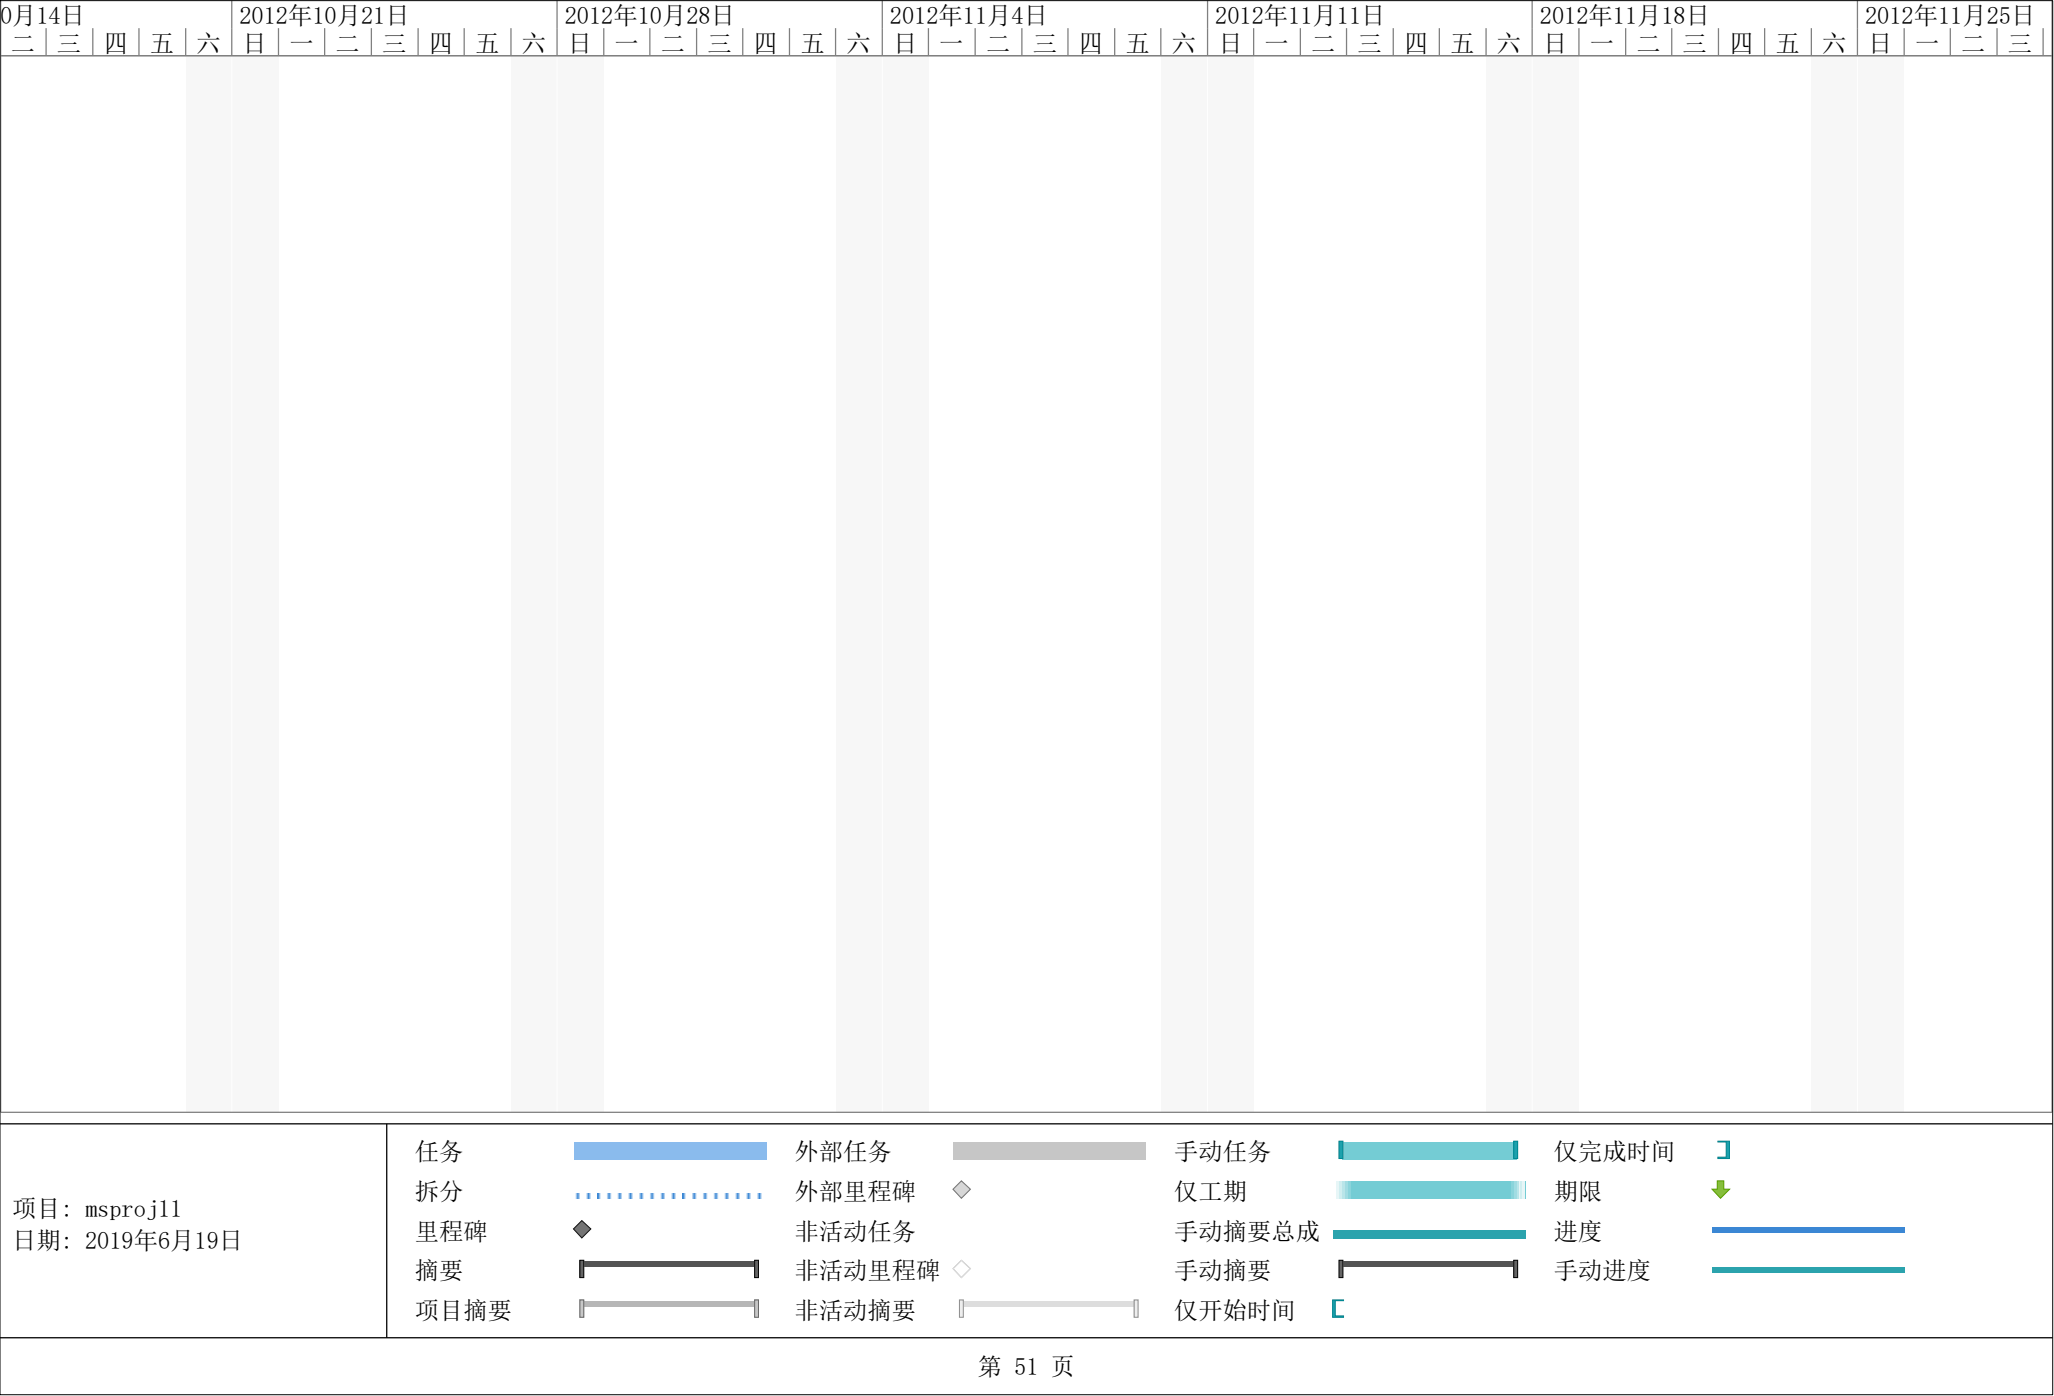 0月14日 2012年10月21日 2012年10月28日 2012年11月4日 2012年11月11日 2012年11月18日 2012年11月25日
二 三 四 五 六 日 一 二 三 四 五 六 日 一 二 三 四 五 六 日 一 二 三 四 五 六 日 一 二 三 四 五 六 日 一 二 三 四 五 六 日 一 二 三
项目: msproj11
日期: 2019年6月19日
任务 外部任务 手动任务 仅完成时间
拆分 外部里程碑 仅工期 期限
里程碑 非活动任务 手动摘要总成 进度
摘要 非活动里程碑 手动摘要 手动进度
项目摘要 非活动摘要 仅开始时间
第 51 页